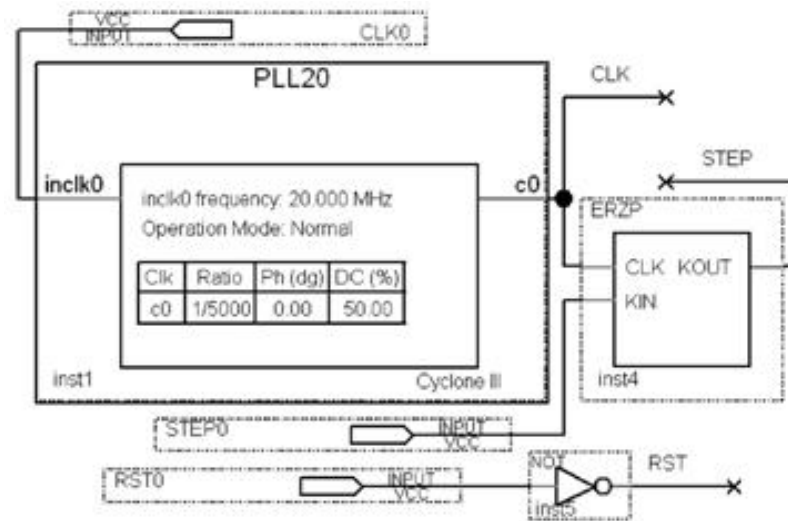 VCC
INPUT
CLK0
PLL20
CLK
STEP
inclk0
c0
inclk0 frequency: 20.000 MHz
Operation Mode: Normal
Clk Ratio Ph (dg) DC (%)
c0 1/5000 0.00 50.00
inst1
Cyclone III
ERZP
CLK KOUT
KIN
inst4
STEP0
INPUT
VCC
RST0
INPUT
VCC
NOT
inst5
RST